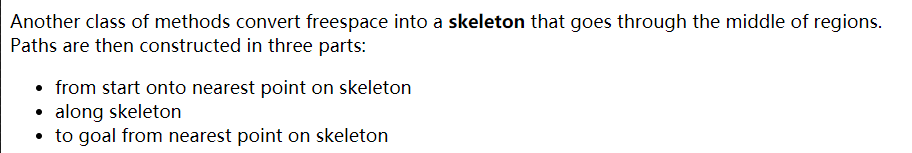 Another class of methods convert freespace into a skeleton that goes through the middle of regions.
Paths are then constructed in three parts:
• from start onto nearest point on skeleton
• along skeleton
• to goal from nearest point on skeleton